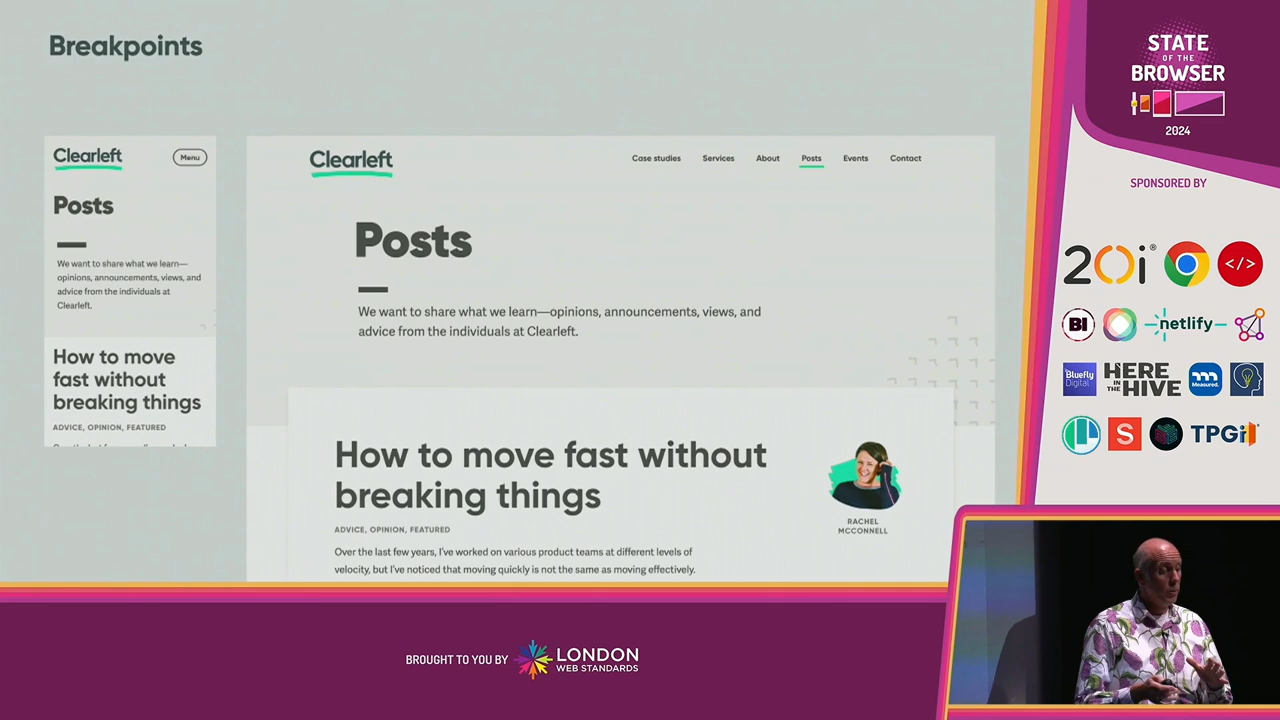 Breakpoints
Clearleft
Menu
Posts
We want to share what we learn—
opinions, announcements, views, and
advice from the individuals at
Clearleft.
How to move
fast without
breaking things
ADVICE, OPINION, FEATURED
Clearleft
Case studies
Services
About
Posts
Events
Contact
Posts
We want to share what we learn—opinions, announcements, views, and
advice from the individuals at Clearleft.
How to move fast without
breaking things
ADVICE, OPINION, FEATURED
Over the last few years, I've worked on various product teams at different levels of
velocity, but I've noticed that moving quickly is not the same as moving effectively.
RACHEL
MCCONNELL
STATE
OF THE
BROWSER
2024
SPONSORED BY
20i®
</>
BI
netlify
Bluefly
Digital
HERE
IN THE
HIVE
Measured.
S
TPGi
BROUGHT TO YOU BY
LONDON
WEB STANDARDS